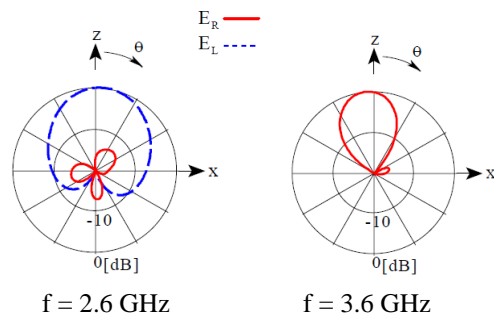 E_R
E_L
z
θ
x
-10
0[dB]
f = 2.6 GHz
z
θ
x
-10
0[dB]
f = 3.6 GHz